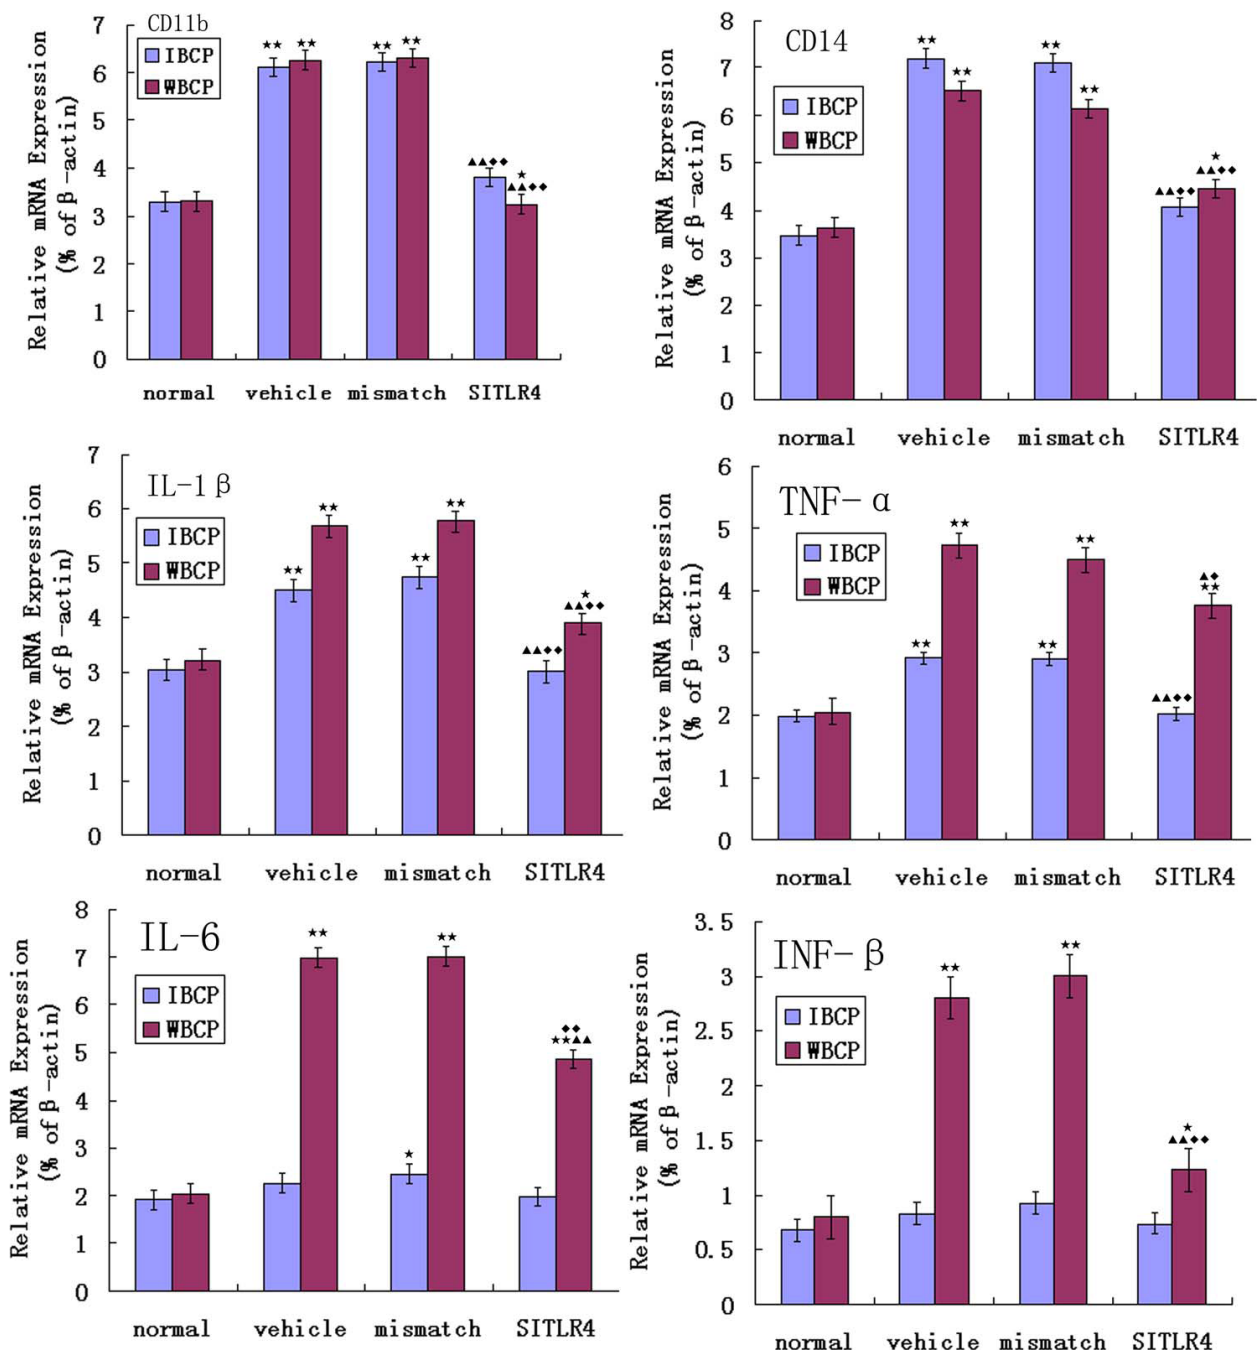 CD11b
IBCP
WBCP
Relative mRNA Expression
(% of β-actin)
7
6
5
4
3
2
1
0
★★
★★
★★
★★
▲▲◆◆
★
▲▲◆◆
normal vehicle mismatch SITLR4
CD14
IBCP
WBCP
Relative mRNA Expression
(% of β-actin)
8
7
6
5
4
3
2
1
0
★★
★★
★★
★★
▲▲◆◆
★
▲▲◆◆
normal vehicle mismatch SITLR4
IL-1β
IBCP
WBCP
Relative mRNA Expression
(% of β-actin)
7
6
5
4
3
2
1
0
★★
★★
★★
★★
▲▲◆◆
★
▲▲◆◆
normal vehicle mismatch SITLR4
TNF-α
IBCP
WBCP
Relative mRNA Expression
(% of β-actin)
6
5
4
3
2
1
0
★★
★★
★★
★★
▲▲◆◆
▲◆
★★
normal vehicle mismatch SITLR4
IL-6
IBCP
WBCP
Relative mRNA Expression
(% of β-actin)
8
7
6
5
4
3
2
1
0
★★
★
★★
◆◆
★★▲▲
normal vehicle mismatch SITLR4
INF-β
IBCP
WBCP
Relative mRNA Expression
(% of β-actin)
3.5
3
2.5
2
1.5
1
0.5
0
★★
★★
★
▲▲◆◆
normal vehicle mismatch SITLR4